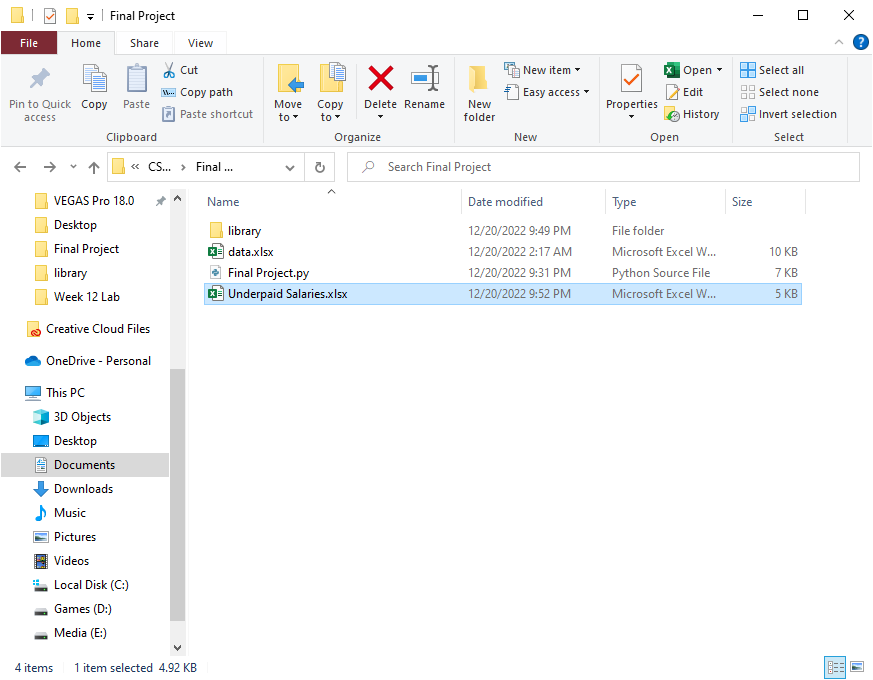 Final Project
File Home Share View
Pin to Quick access
Copy
Paste
Cut
Copy path
Paste shortcut
Clipboard
Move to
Copy to
Delete
Rename
Organize
New folder
New item
Easy access
New
Properties
Open
Edit
History
Open
Select all
Select none
Invert selection
Select
« CS... › Final ...
Search Final Project
VEGAS Pro 18.0
Desktop
Final Project
library
Week 12 Lab
Creative Cloud Files
OneDrive - Personal
This PC
3D Objects
Desktop
Documents
Downloads
Music
Pictures
Videos
Local Disk (C:)
Games (D:)
Media (E:)
Name Date modified Type Size
library 12/20/2022 9:49 PM File folder
data.xlsx 12/20/2022 2:17 AM Microsoft Excel W... 10 KB
Final Project.py 12/20/2022 9:31 PM Python Source File 7 KB
Underpaid Salaries.xlsx 12/20/2022 9:52 PM Microsoft Excel W... 5 KB
4 items 1 item selected 4.92 KB